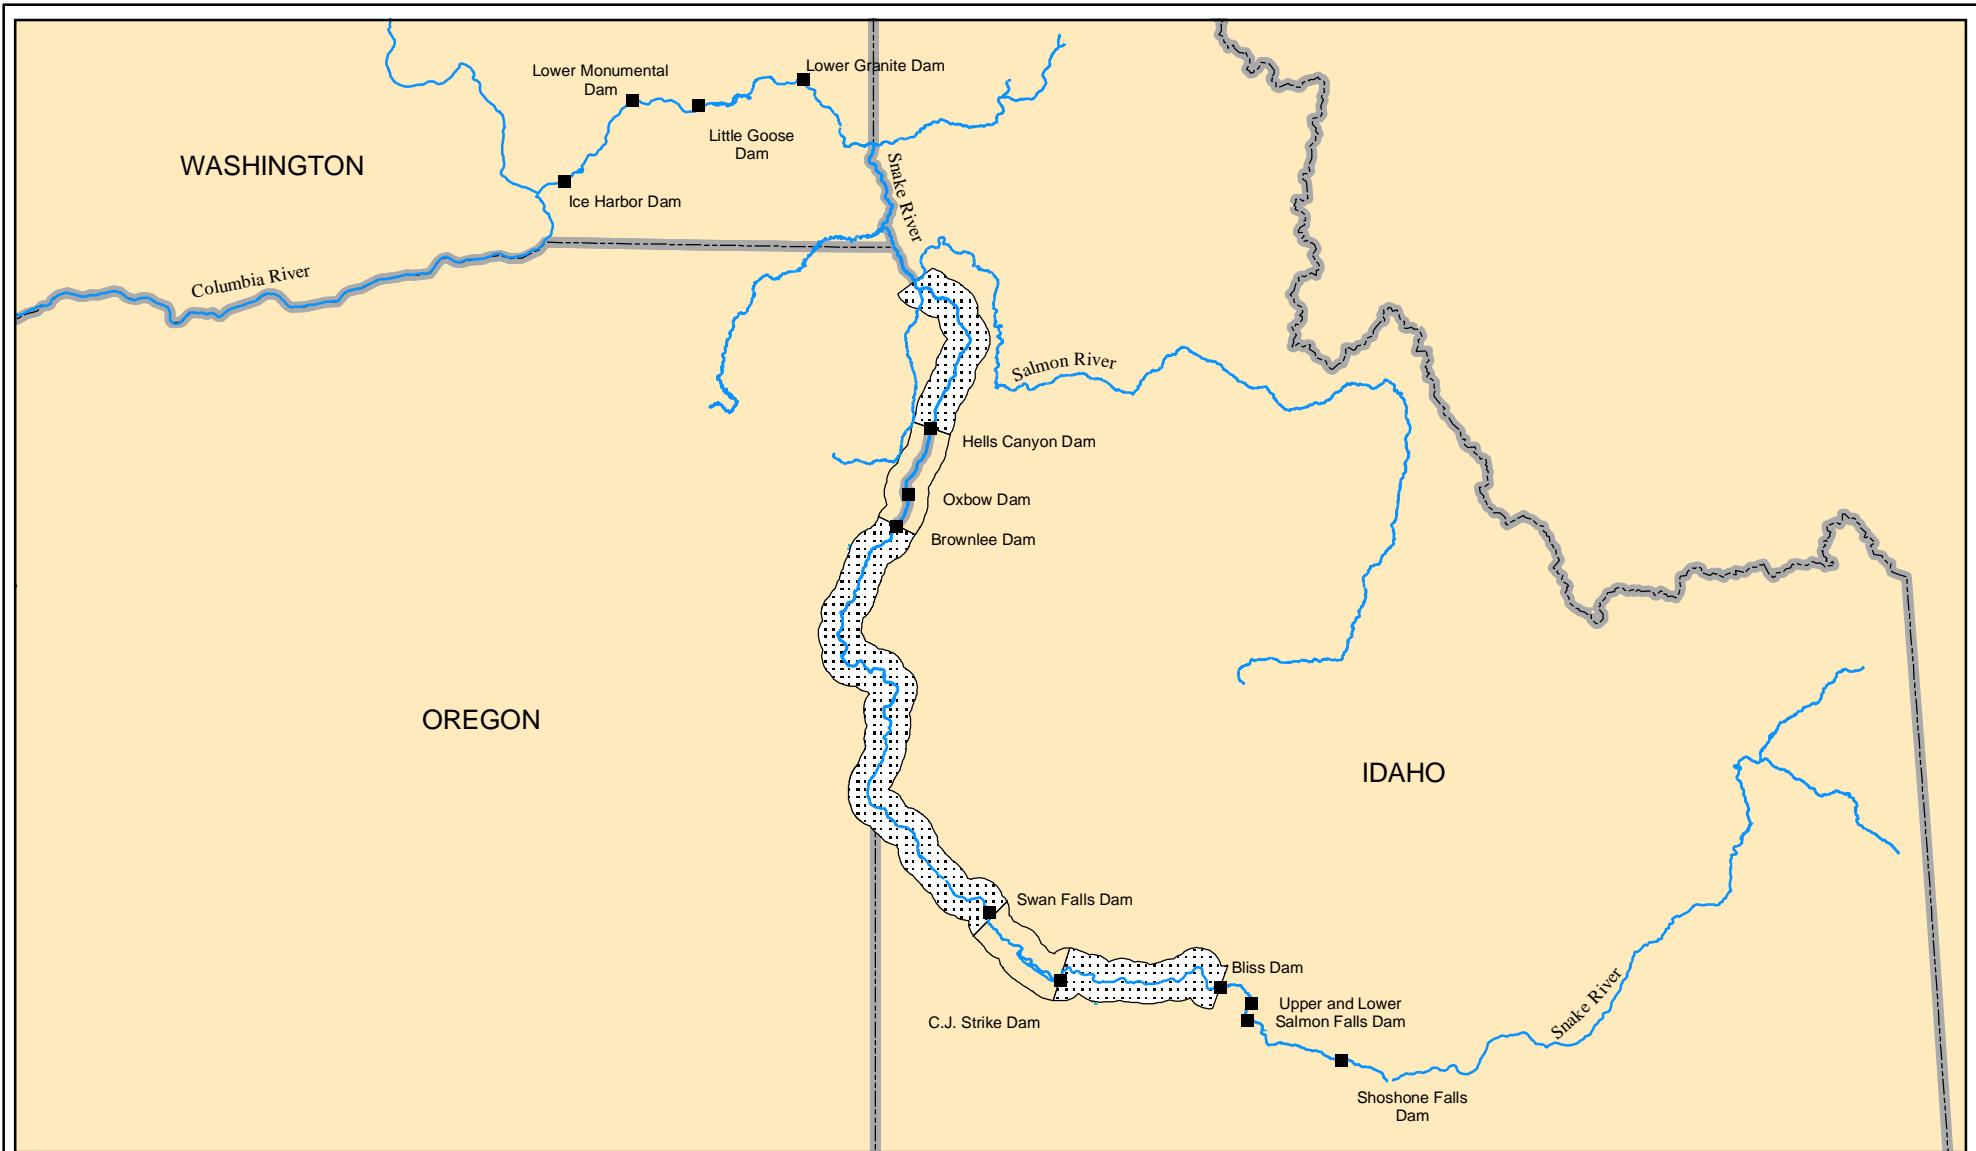 Lower Granite Dam
Lower Monumental
Dam
Little Goose
Dam
WASHINGTON
Snake River
Ice Harbor Dam
Columbia River
Salmon River
Hells Canyon Dam
Oxbow Dam
Brownlee Dam
OREGON
IDAHO
Swan Falls Dam
Bliss Dam
Upper and Lower
Salmon Falls Dam
C.J. Strike Dam
Snake River
Shoshone Falls
Dam